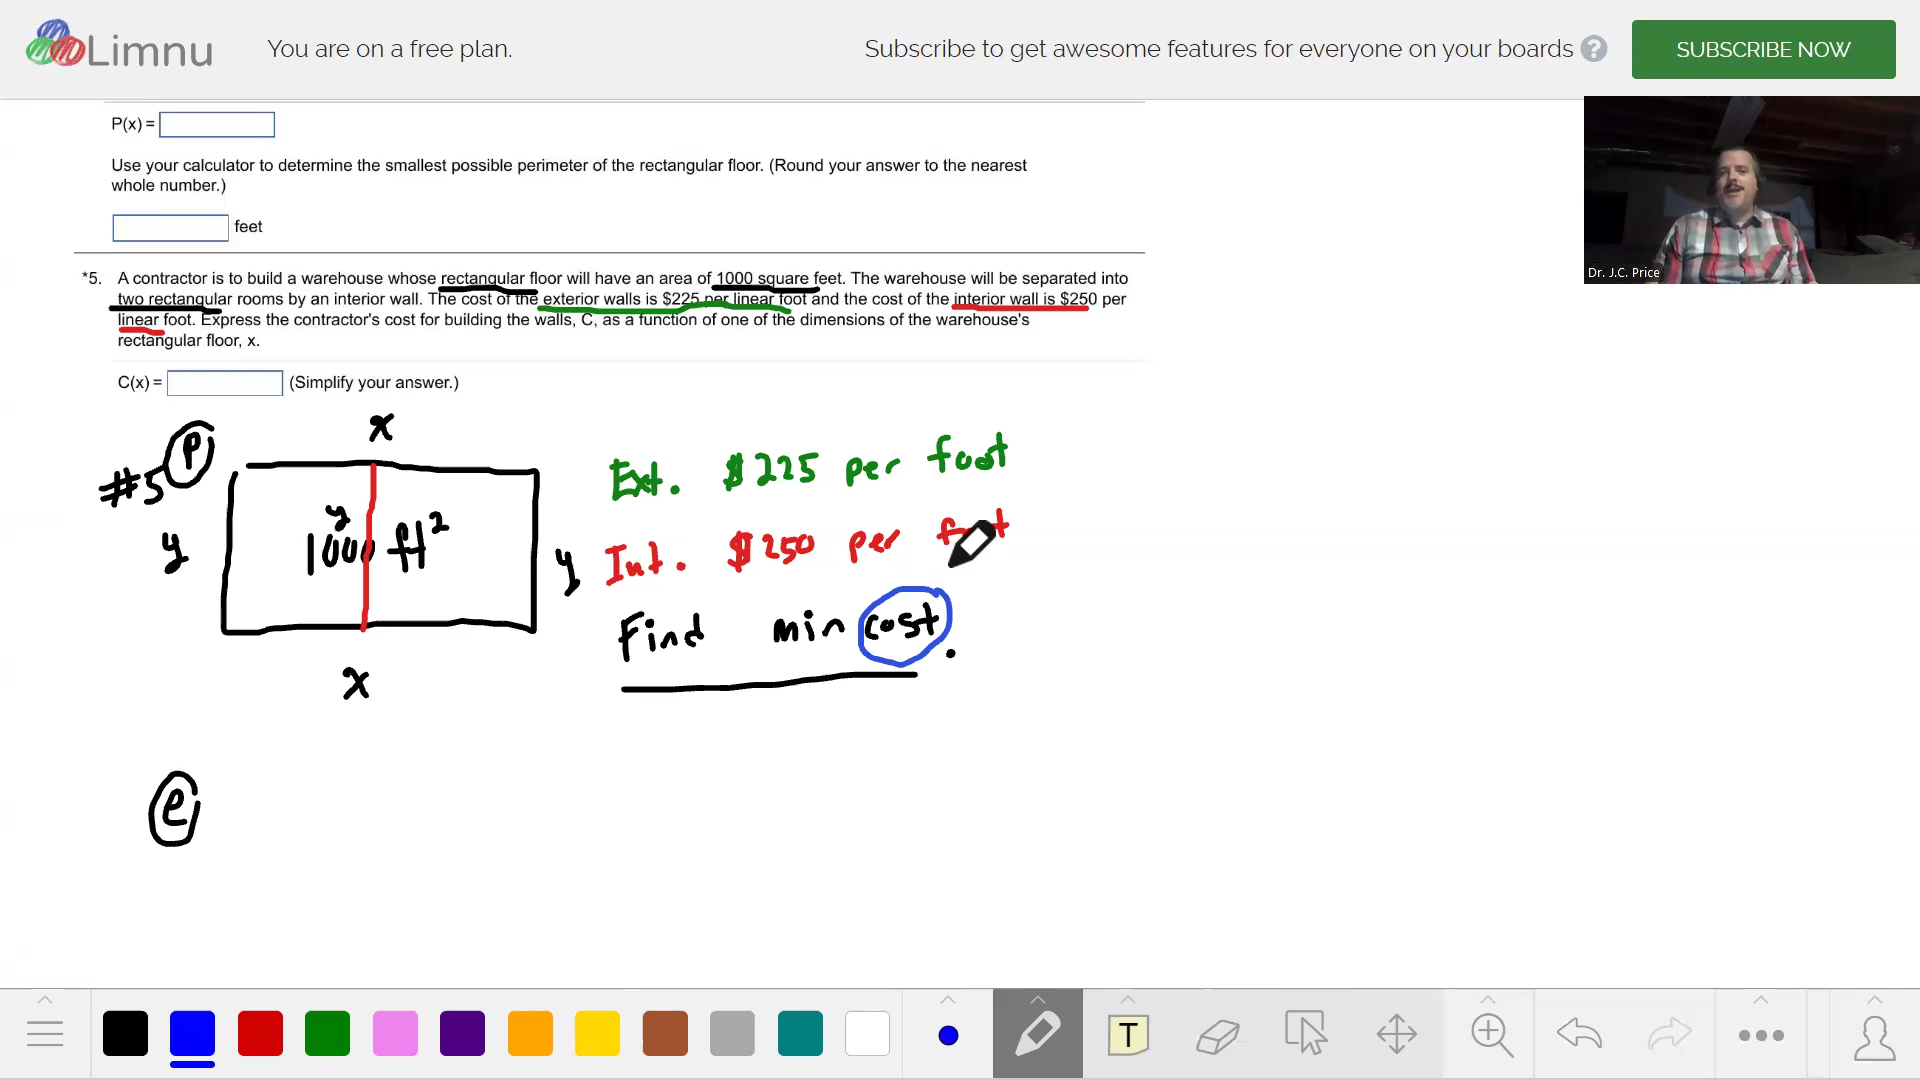 Limnu You are on a free plan. Subscribe to get awesome features for everyone on your boards ? SUBSCRIBE NOW
P(x) =
Use your calculator to determine the smallest possible perimeter of the rectangular floor. (Round your answer to the nearest
whole number.)
feet
Dr. J.C. Price
*5. A contractor is to build a warehouse whose rectangular floor will have an area of 1000 square feet. The warehouse will be separated into
two rectangular rooms by an interior wall. The cost of the exterior walls is $225 per linear foot and the cost of the interior wall is $250 per
linear foot. Express the contractor's cost for building the walls, C, as a function of one of the dimensions of the warehouse's
rectangular floor, x.
C(x) = (Simplify your answer.)
#5 P
x
y
y
1000 ft²
y
x
Ext. $225 per foot
Int. $250 per foot
Find min cost.
e
T